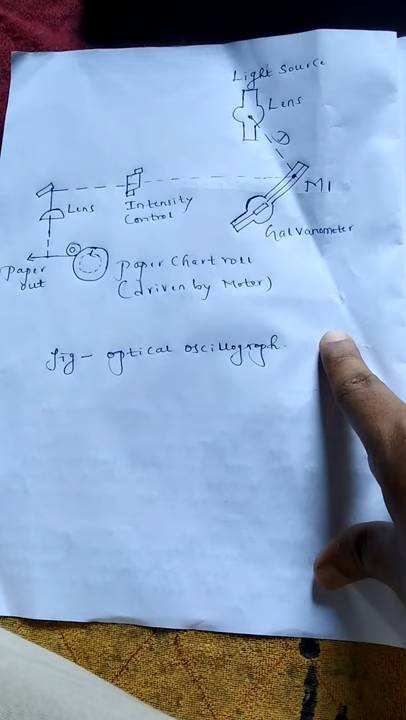 Light Source
Lens
M1
Galvanometer
Intensity
Control
Lens
Paper
out
Paper Chart roll
(driven by Motor)
fig - optical oscillograph.